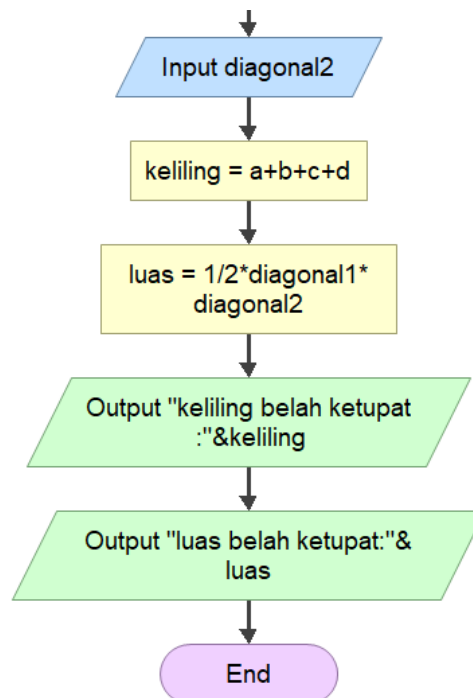 Input diagonal2
keliling = a+b+c+d
luas = 1/2*diagonal1*
diagonal2
Output "keliling belah ketupat
:"&keliling
Output "luas belah ketupat:"&
luas
End